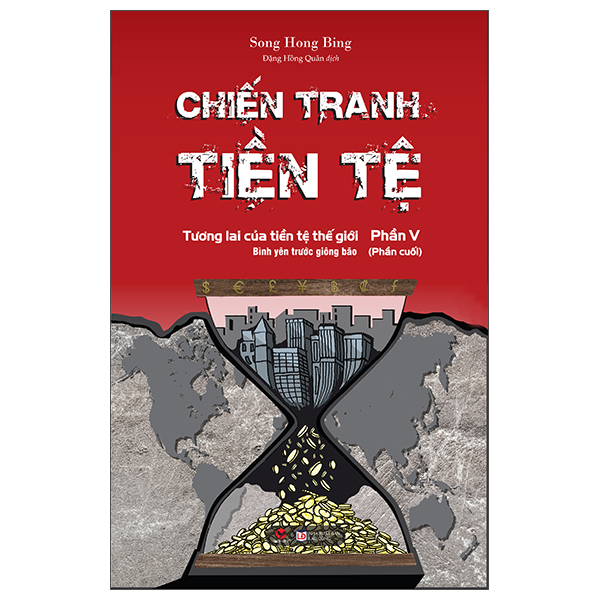 Song Hong Bing
Đặng Hồng Quân dịch
CHIẾN TRANH
TIỀN TỆ
Tương lai của tiền tệ thế giới Phần V
Bình yên trước giông bão (Phần cuối)
$ € £ ¥
LĐ